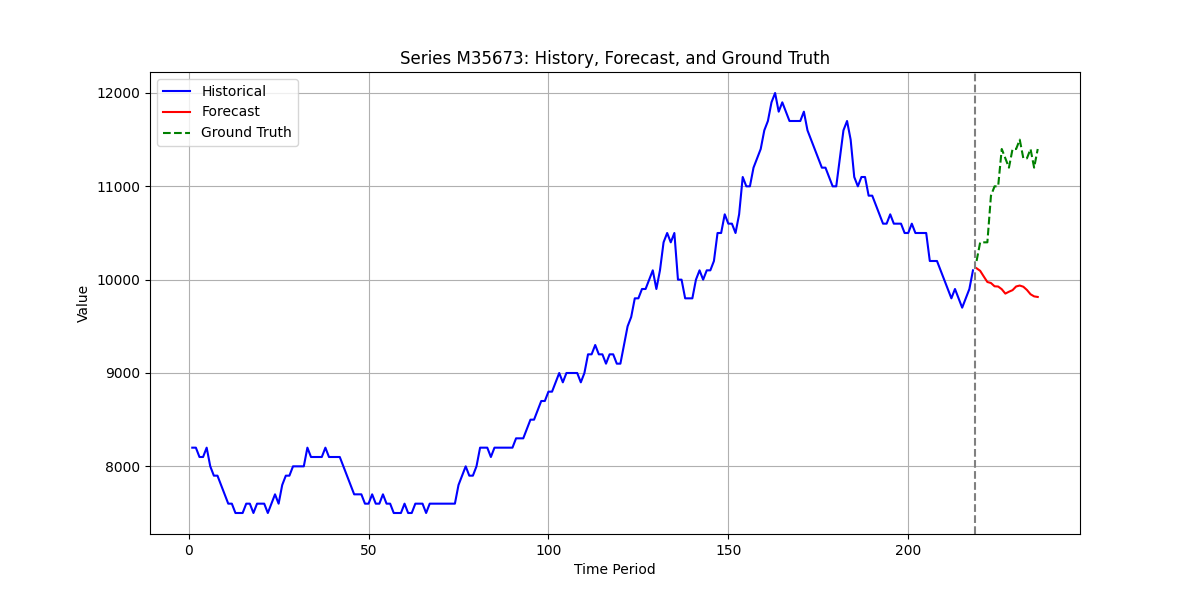 Series M35673: History, Forecast, and Ground Truth
Historical
Forecast
Ground Truth
12000
11000
10000
9000
8000
Value
0 50 100 150 200
Time Period